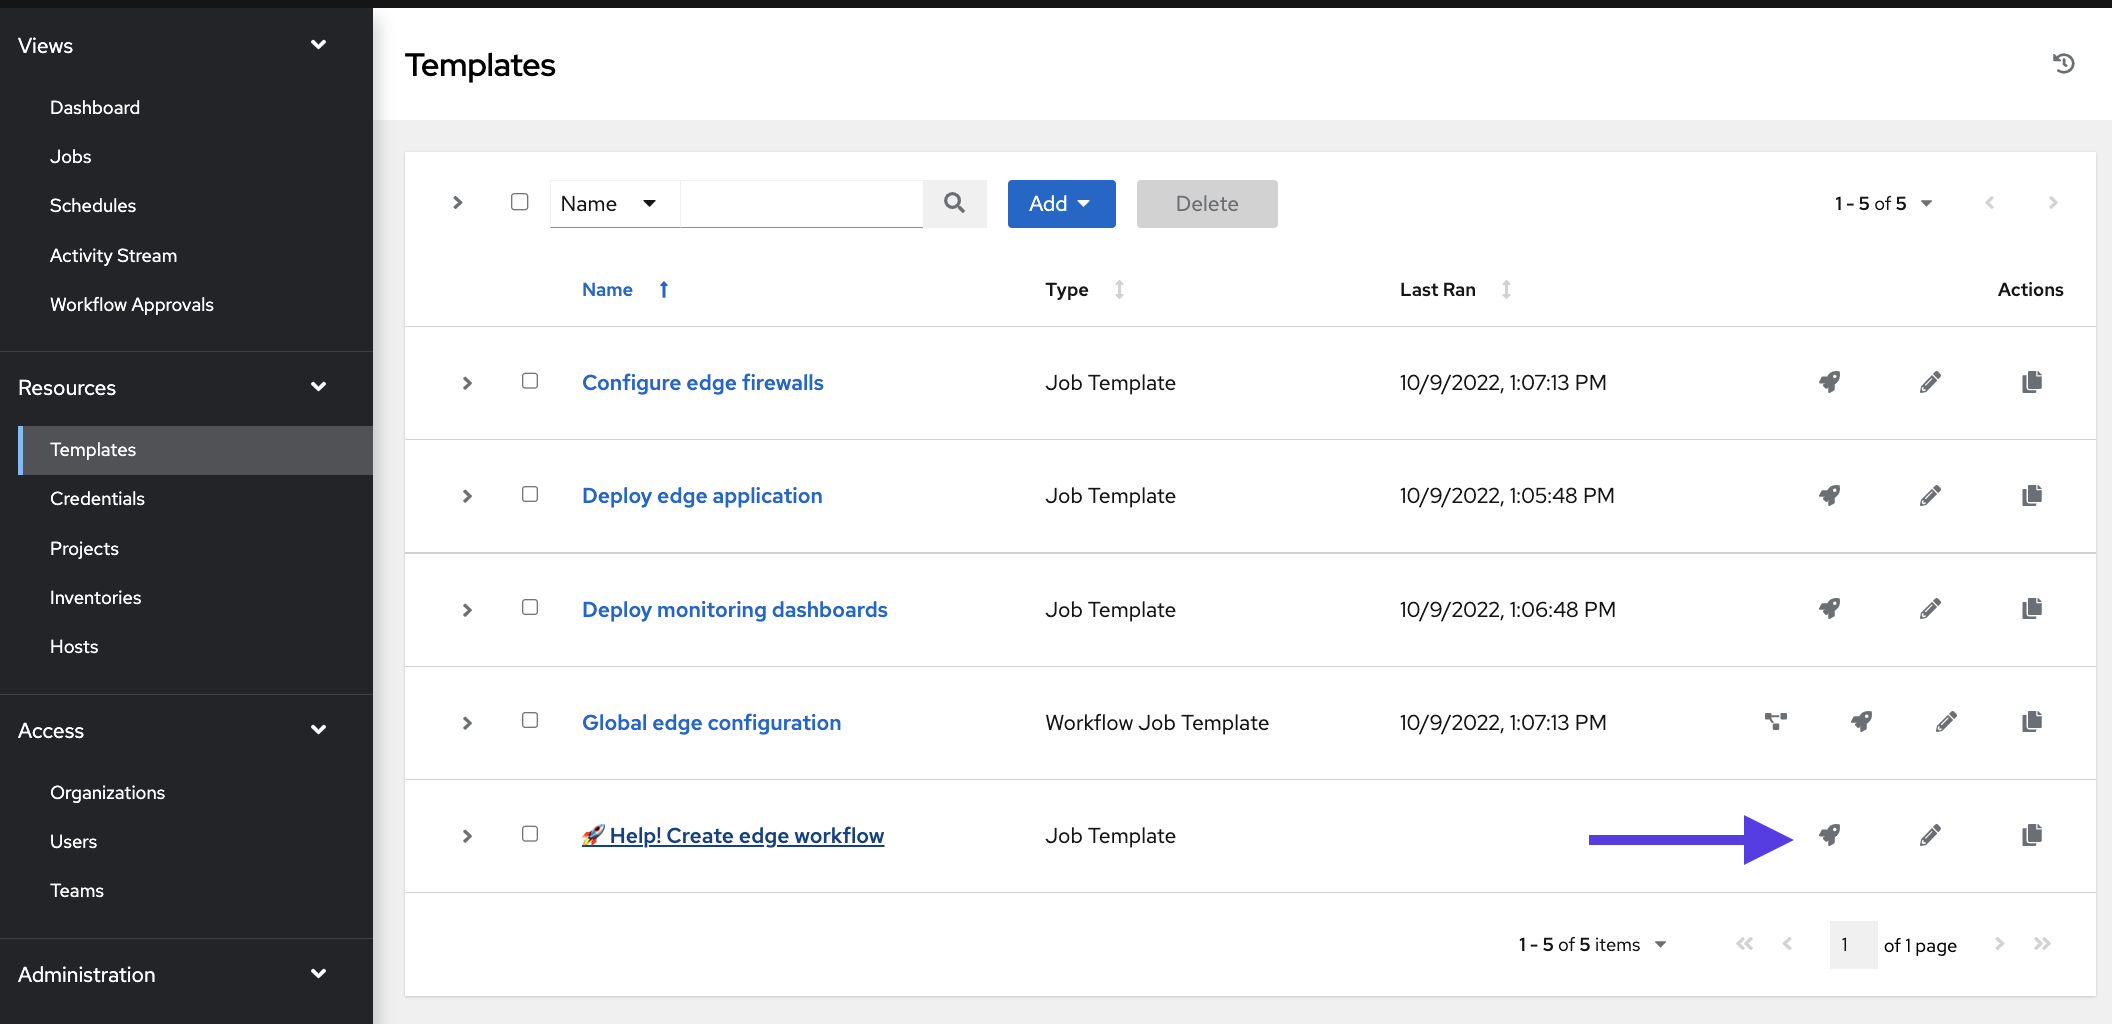 Views
Dashboard
Jobs
Schedules
Activity Stream
Workflow Approvals
Resources
Templates
Credentials
Projects
Inventories
Hosts
Access
Organizations
Users
Teams
Administration
Templates
Name
Add
Delete
1 - 5 of 5
Name Type Last Ran Actions
Configure edge firewalls Job Template 10/9/2022, 1:07:13 PM
Deploy edge application Job Template 10/9/2022, 1:05:48 PM
Deploy monitoring dashboards Job Template 10/9/2022, 1:06:48 PM
Global edge configuration Workflow Job Template 10/9/2022, 1:07:13 PM
🚀 Help! Create edge workflow Job Template
1 - 5 of 5 items 1 of 1 page